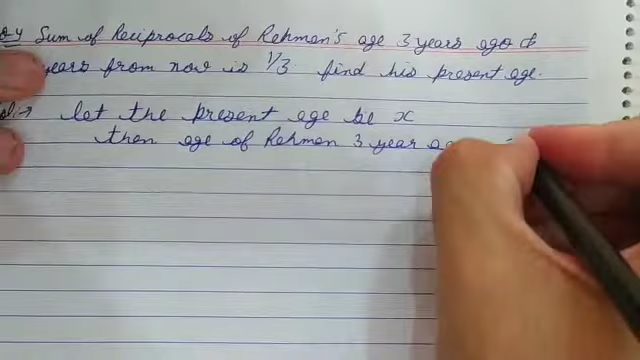 Q4 Sum of Reciprocals of Rehman's age 3 years ago &
years from now is 1/3 find his present age.
Sol:→ let the present age be x
then age of Rehman 3 year ago